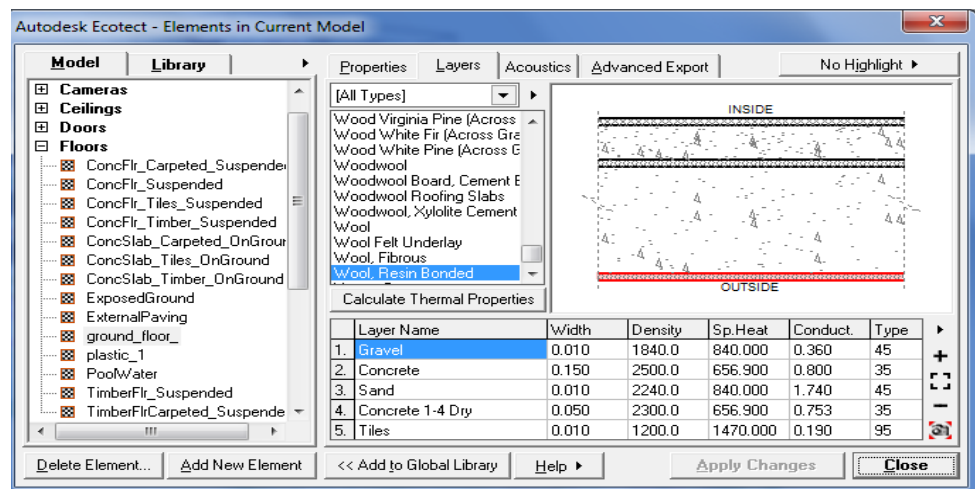 Autodesk Ecotect - Elements in Current Model
Model Library
Cameras
Ceilings
Doors
Floors
ConcFlr_Carpeted_Suspende
ConcFlr_Suspended
ConcFlr_Tiles_Suspended
ConcFlr_Timber_Suspended
ConcSlab_Carpeted_OnGroun
ConcSlab_Tiles_OnGround
ConcSlab_Timber_OnGround
ExposedGround
ExternalPaving
ground_floor_
plastic_1
PoolWater
TimberFlr_Suspended
TimberFlrCarpeted_Suspende
Delete Element... Add New Element
Properties Layers Acoustics Advanced Export No Highlight
[All Types]
Wood Virginia Pine (Across
Wood White Fir (Across Gra
Wood White Pine (Across G
Woodwool
Woodwool Board, Cement B
Woodwool Roofing Slabs
Woodwool, Xylolite Cement
Wool
Wool Felt Underlay
Wool, Fibrous
Wool, Resin Bonded
Calculate Thermal Properties
INSIDE
OUTSIDE
Layer Name Width Density Sp.Heat Conduct. Type
1. Gravel 0.010 1840.0 840.000 0.360 45
2. Concrete 0.150 2500.0 656.900 0.800 35
3. Sand 0.010 2240.0 840.000 1.740 45
4. Concrete 1-4 Dry 0.050 2300.0 656.900 0.753 35
5. Tiles 0.010 1200.0 1470.000 0.190 95
<< Add to Global Library Help Apply Changes Close